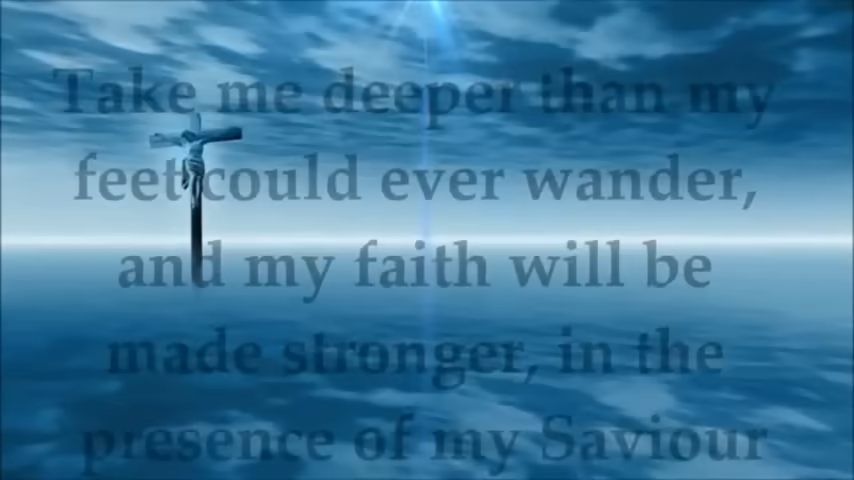 Take me deeper than my
feet could ever wander,
and my faith will be
made stronger, in the
presence of my Saviour